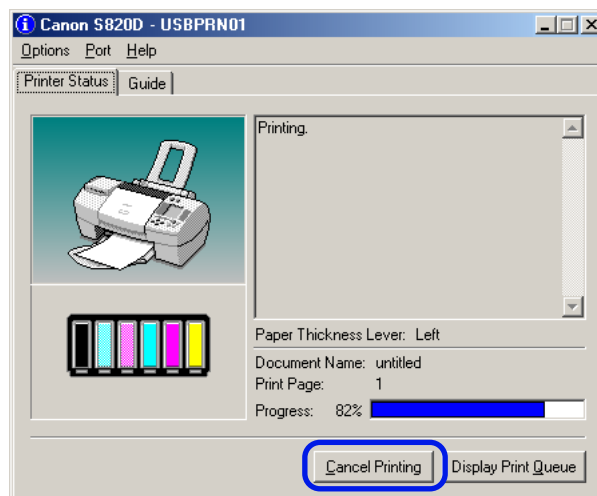 Canon S820D - USBPRN01
Options Port Help
Printer Status Guide
Printing.
Paper Thickness Lever: Left
Document Name: untitled
Print Page: 1
Progress: 82%
Cancel Printing Display Print Queue